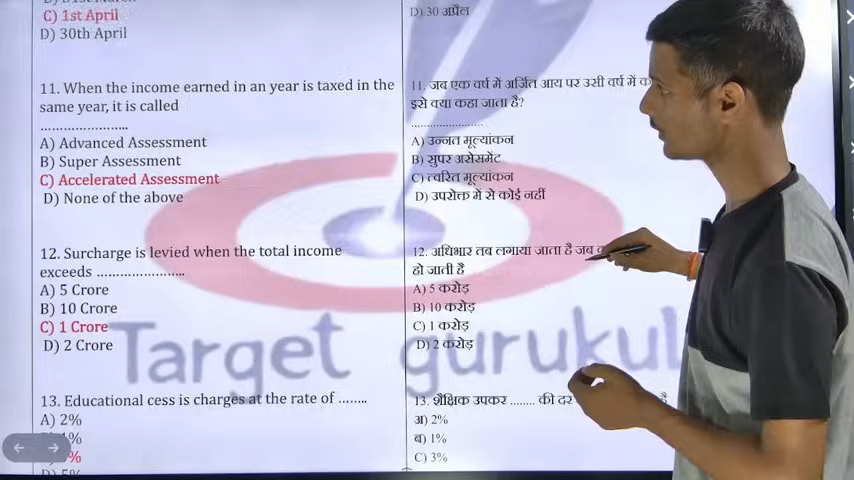 C) 1st April
D) 30th April
11. When the income earned in an year is taxed in the
same year, it is called
........................
A) Advanced Assessment
B) Super Assessment
C) Accelerated Assessment
D) None of the above
12. Surcharge is levied when the total income
exceeds ........................
A) 5 Crore
B) 10 Crore
C) 1 Crore
D) 2 Crore
13. Educational cess is charges at the rate of ........
A) 2%
1%
%
D) 5%
D) 30 अप्रैल
11. जब एक वर्ष में अर्जित आय पर उसी वर्ष में
इसे क्या कहा जाता है?
........................
A) उन्नत मूल्यांकन
B) सुपर असेसमेंट
C) त्वरित मूल्यांकन
D) उपरोक्त में से कोई नहीं
12. अधिभार तब लगाया जाता है जब
हो जाती है
A) 5 करोड़
B) 10 करोड़
C) 1 करोड़
D) 2 करोड़
13. शैक्षिक उपकर ........ की दर
है
अ) 2%
ब) 1%
C) 3%
Target gurukul